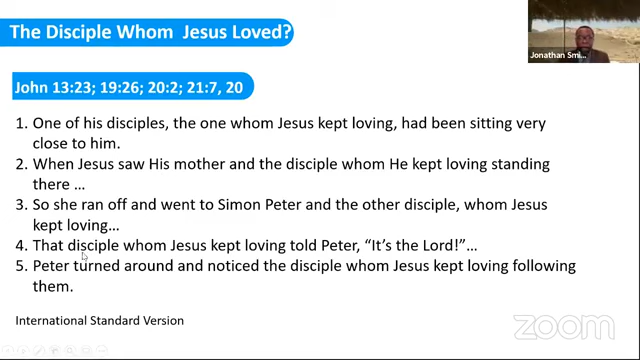 The Disciple Whom Jesus Loved?
Jonathan Smi...
John 13:23; 19:26; 20:2; 21:7, 20
1. One of his disciples, the one whom Jesus kept loving, had been sitting very
close to him.
2. When Jesus saw His mother and the disciple whom He kept loving standing
there …
3. So she ran off and went to Simon Peter and the other disciple, whom Jesus
kept loving…
4. That disciple whom Jesus kept loving told Peter, “It’s the Lord!”…
5. Peter turned around and noticed the disciple whom Jesus kept loving following
them.
International Standard Version
zoom